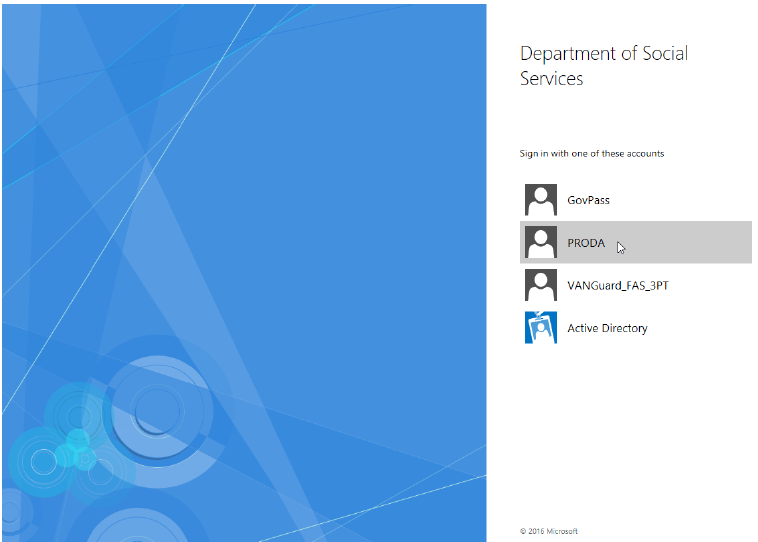 Department of Social
Services
Sign in with one of these accounts
GovPass
PRODA
VANGuard_FAS_3PT
Active Directory
© 2016 Microsoft